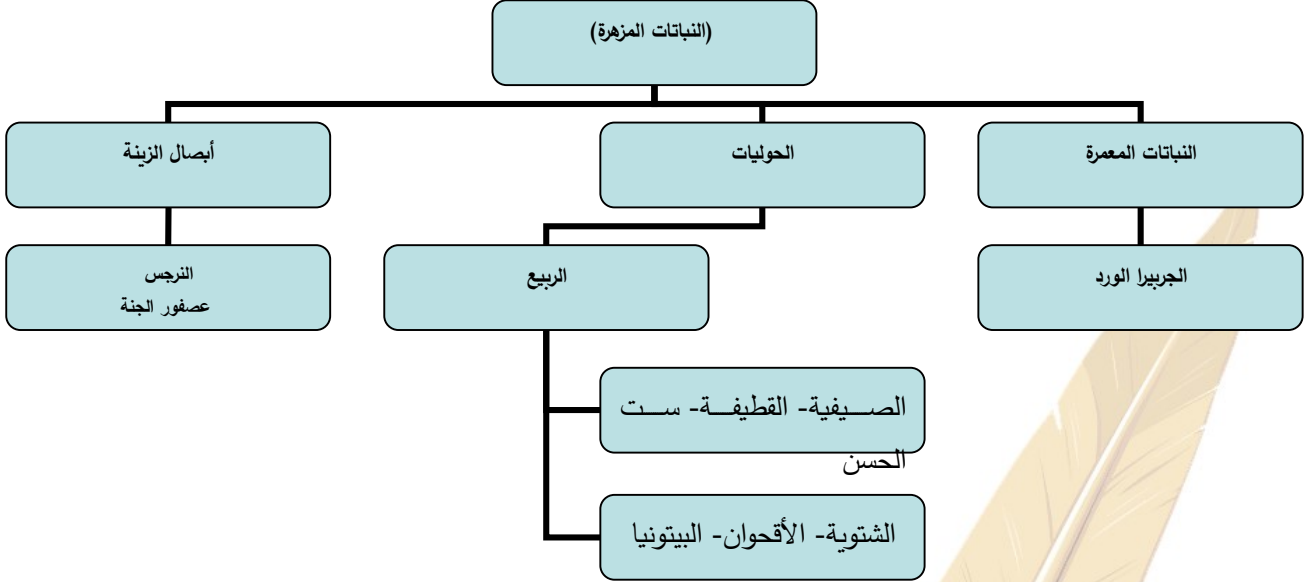 (النباتات المزهرة)
النباتات المعمرة
الحوليات
أبصال الزينة
الجربيرا الورد
الربيع
النرجس
عصفور الجنة
الصـــيفية- القطيفـــة- ســـت
الحسن
الشتوية- الأقحوان- البيتونيا